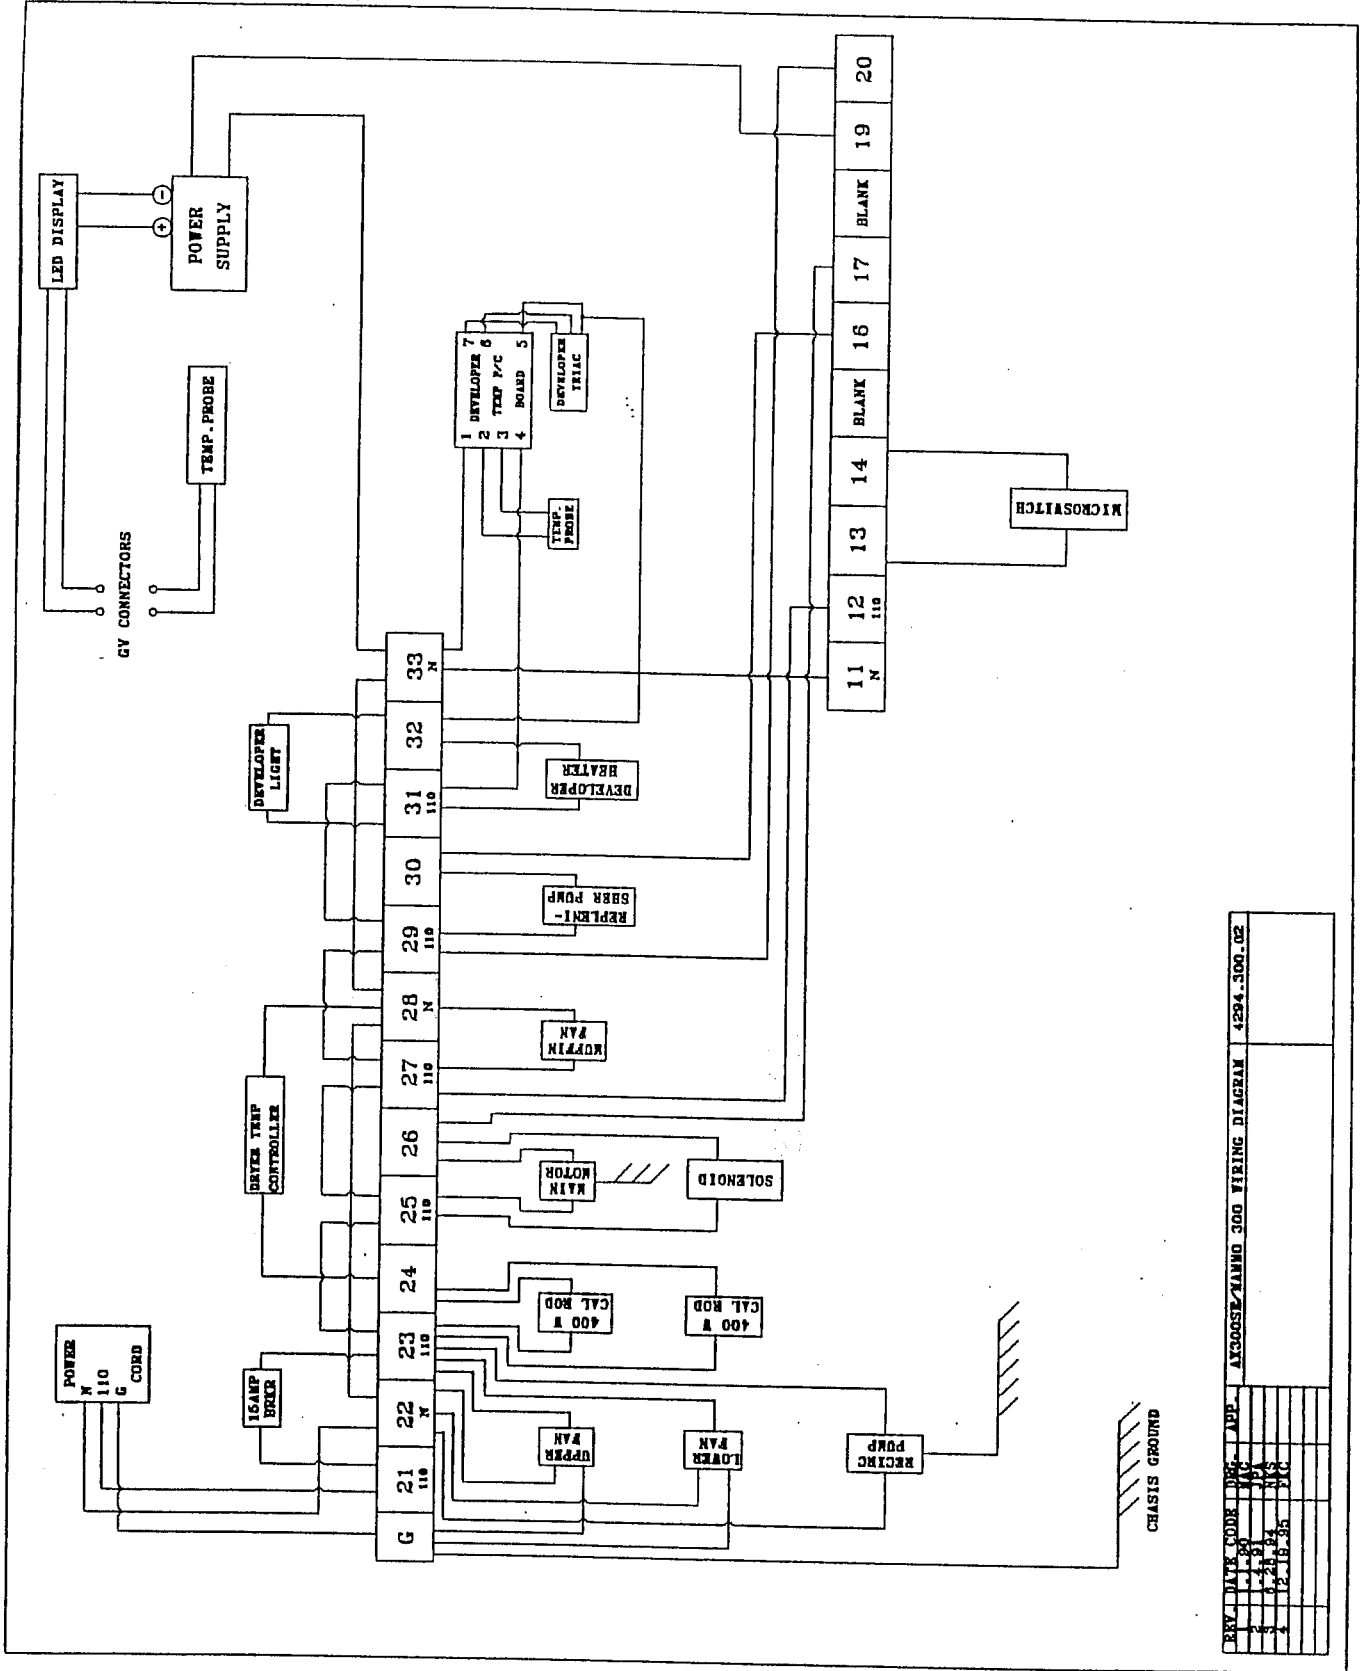 LED DISPLAY
POWER
SUPPLY
+
-
TEMP.PROBE
GV CONNECTORS
1 DEVELOPER 7
2 TEMP P/C 6
3
4 BOARD 5
DEVELOPER
TRIAC
TEMP.
PROBE
DEVELOPER
LIGHT
DRYER TEMP
CONTROLLER
15AMP
BRKR
POWER
N
110
G CORD
G
21
110
22
N
23
110
24
25
110
26
27
110
28
N
29
110
30
31
110
32
33
N
DEVELOPER
HEATER
REPLENI-
SHER PUMP
MUFFIN
FAN
MAIN
MOTOR
SOLENOID
400 W
CAL ROD
400 W
CAL ROD
UPPER
FAN
LOWER
FAN
RECIRC
PUMP
11
N
12
110
13
14
BLANK
16
17
BLANK
19
20
MICROSWITCH
CHASIS GROUND
AX300SE/MAMMO 300 WIRING DIAGRAM
4294.300.02
REV. DATE CODE APP.
12.19.95